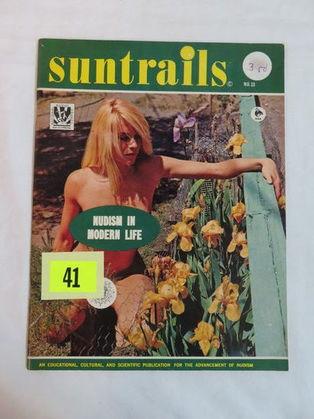 suntrails
©
NO. 11
3.00
NUDISM IN
MODERN LIFE
41
AN EDUCATIONAL, CULTURAL, AND SCIENTIFIC PUBLICATION FOR THE ADVANCEMENT OF NUDISM